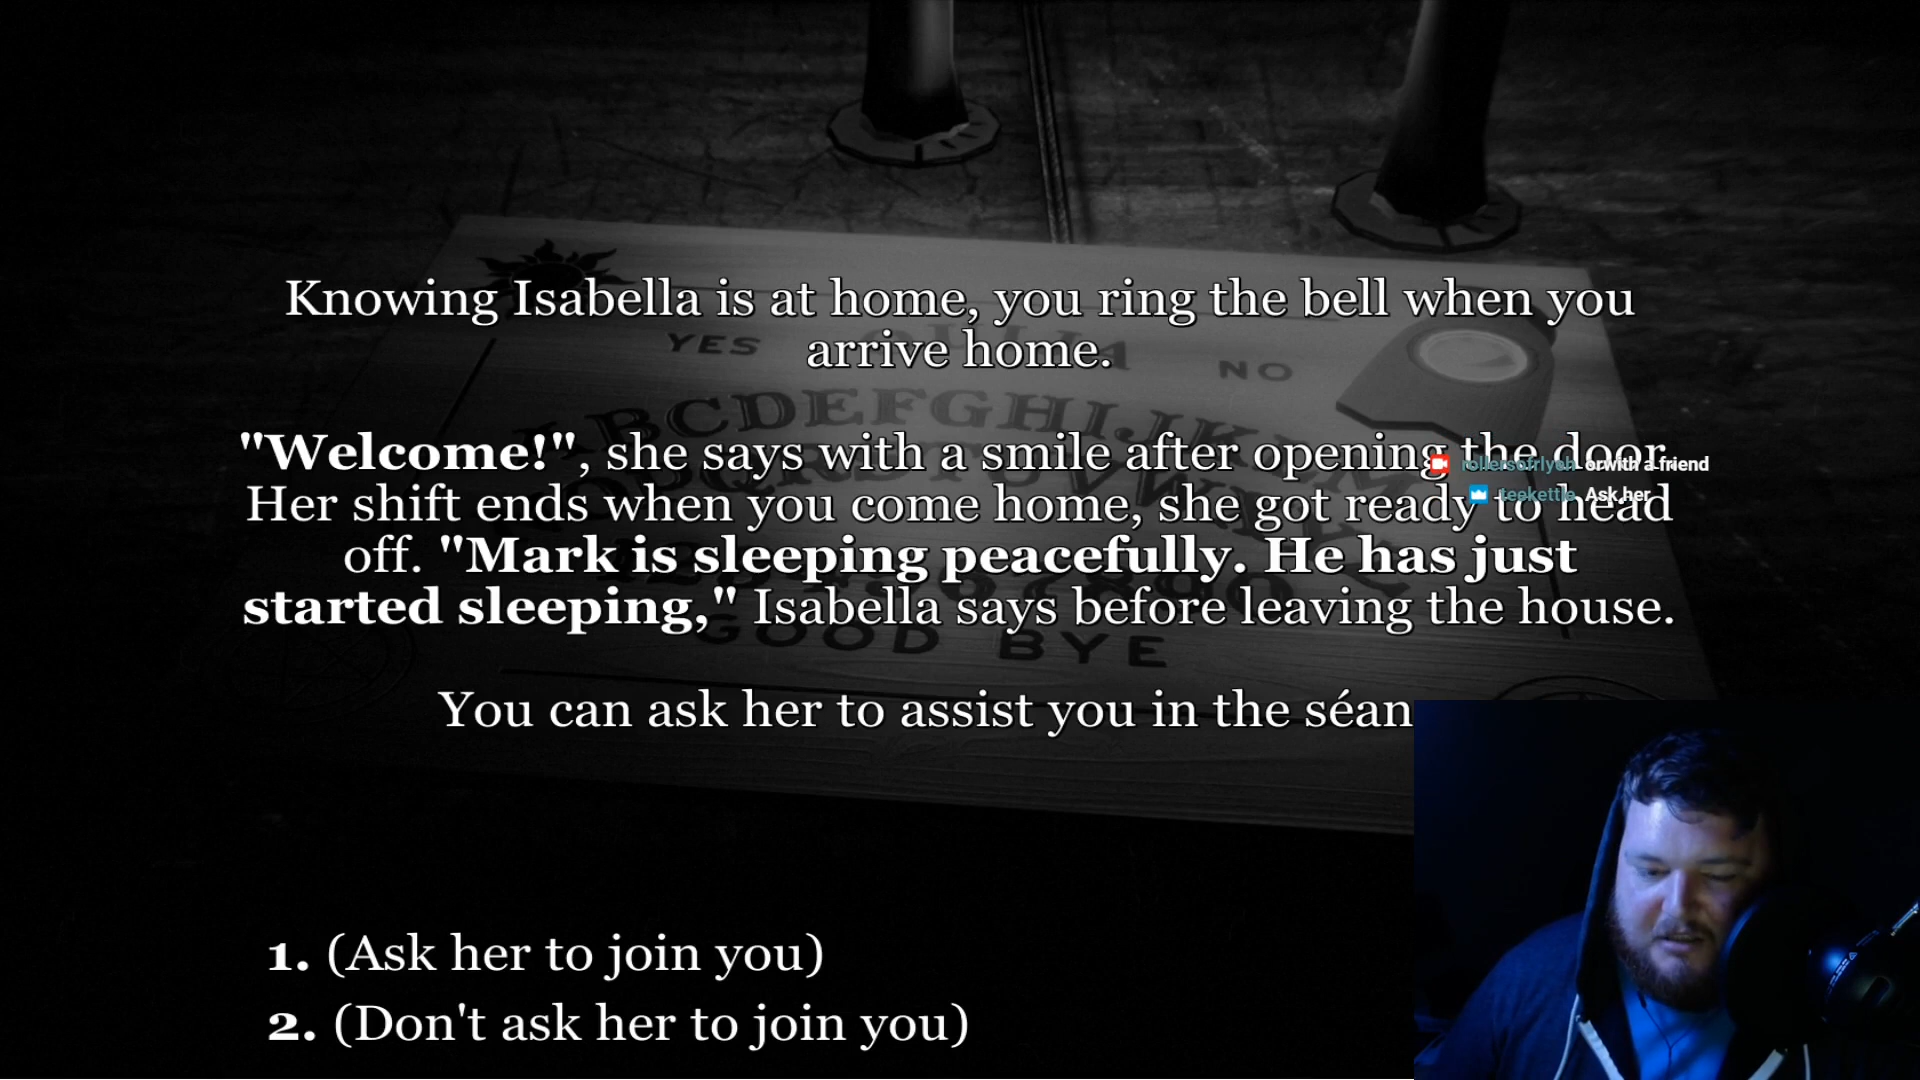 Knowing Isabella is at home, you ring the bell when you
arrive home.
YES
NO
"Welcome!", she says with a smile after opening the door.
rollersofrlyeh orwith a friend
teekettle Ask her
Her shift ends when you come home, she got ready to head
off. "Mark is sleeping peacefully. He has just
started sleeping," Isabella says before leaving the house.
GOOD BYE
You can ask her to assist you in the séan
1. (Ask her to join you)
2. (Don't ask her to join you)